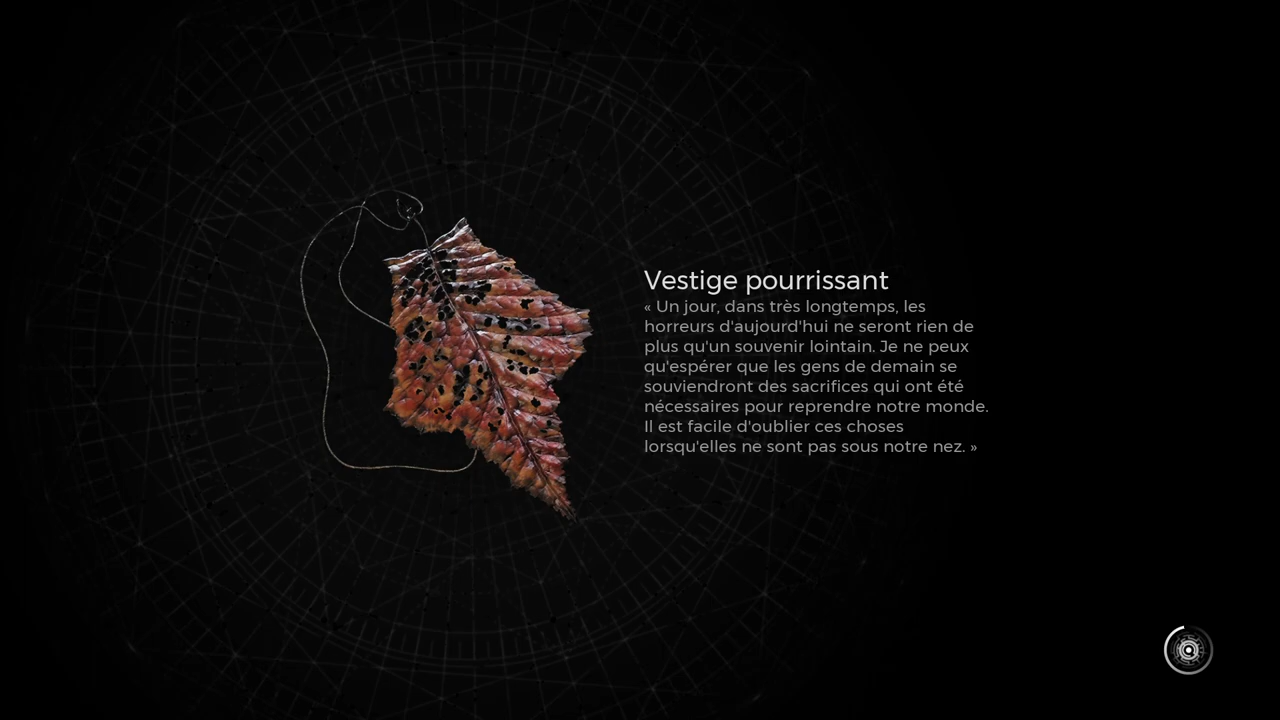 Vestige pourrissant
« Un jour, dans très longtemps, les
horreurs d'aujourd'hui ne seront rien de
plus qu'un souvenir lointain. Je ne peux
qu'espérer que les gens de demain se
souviendront des sacrifices qui ont été
nécessaires pour reprendre notre monde.
Il est facile d'oublier ces choses
lorsqu'elles ne sont pas sous notre nez. »